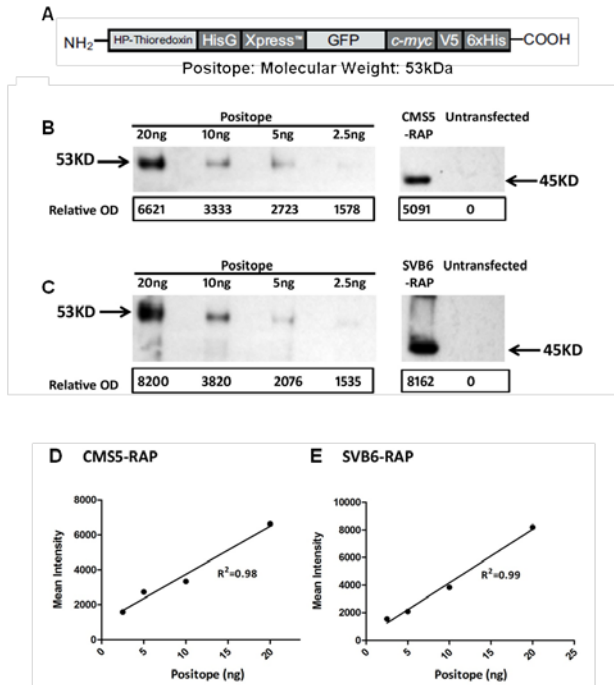 A
NH₂ HP-Thioredoxin HisG Xpress™ GFP c-myc V5 6xHis COOH
Positope: Molecular Weight: 53kDa
B
Positope
20ng 10ng 5ng 2.5ng
CMS5 -RAP Untransfected
53KD
45KD
Relative OD 6621 3333 2723 1578 5091 0
C
Positope
20ng 10ng 5ng 2.5ng
SVB6 -RAP Untransfected
53KD
45KD
Relative OD 8200 3820 2076 1535 8162 0
D CMS5-RAP
Mean Intensity
8000
6000
4000
2000
0
R²=0.98
0 5 10 15 20
Positope (ng)
E SVB6-RAP
Mean Intensity
10000
8000
6000
4000
2000
0
R²=0.99
0 5 10 15 20 25
Positope (ng)